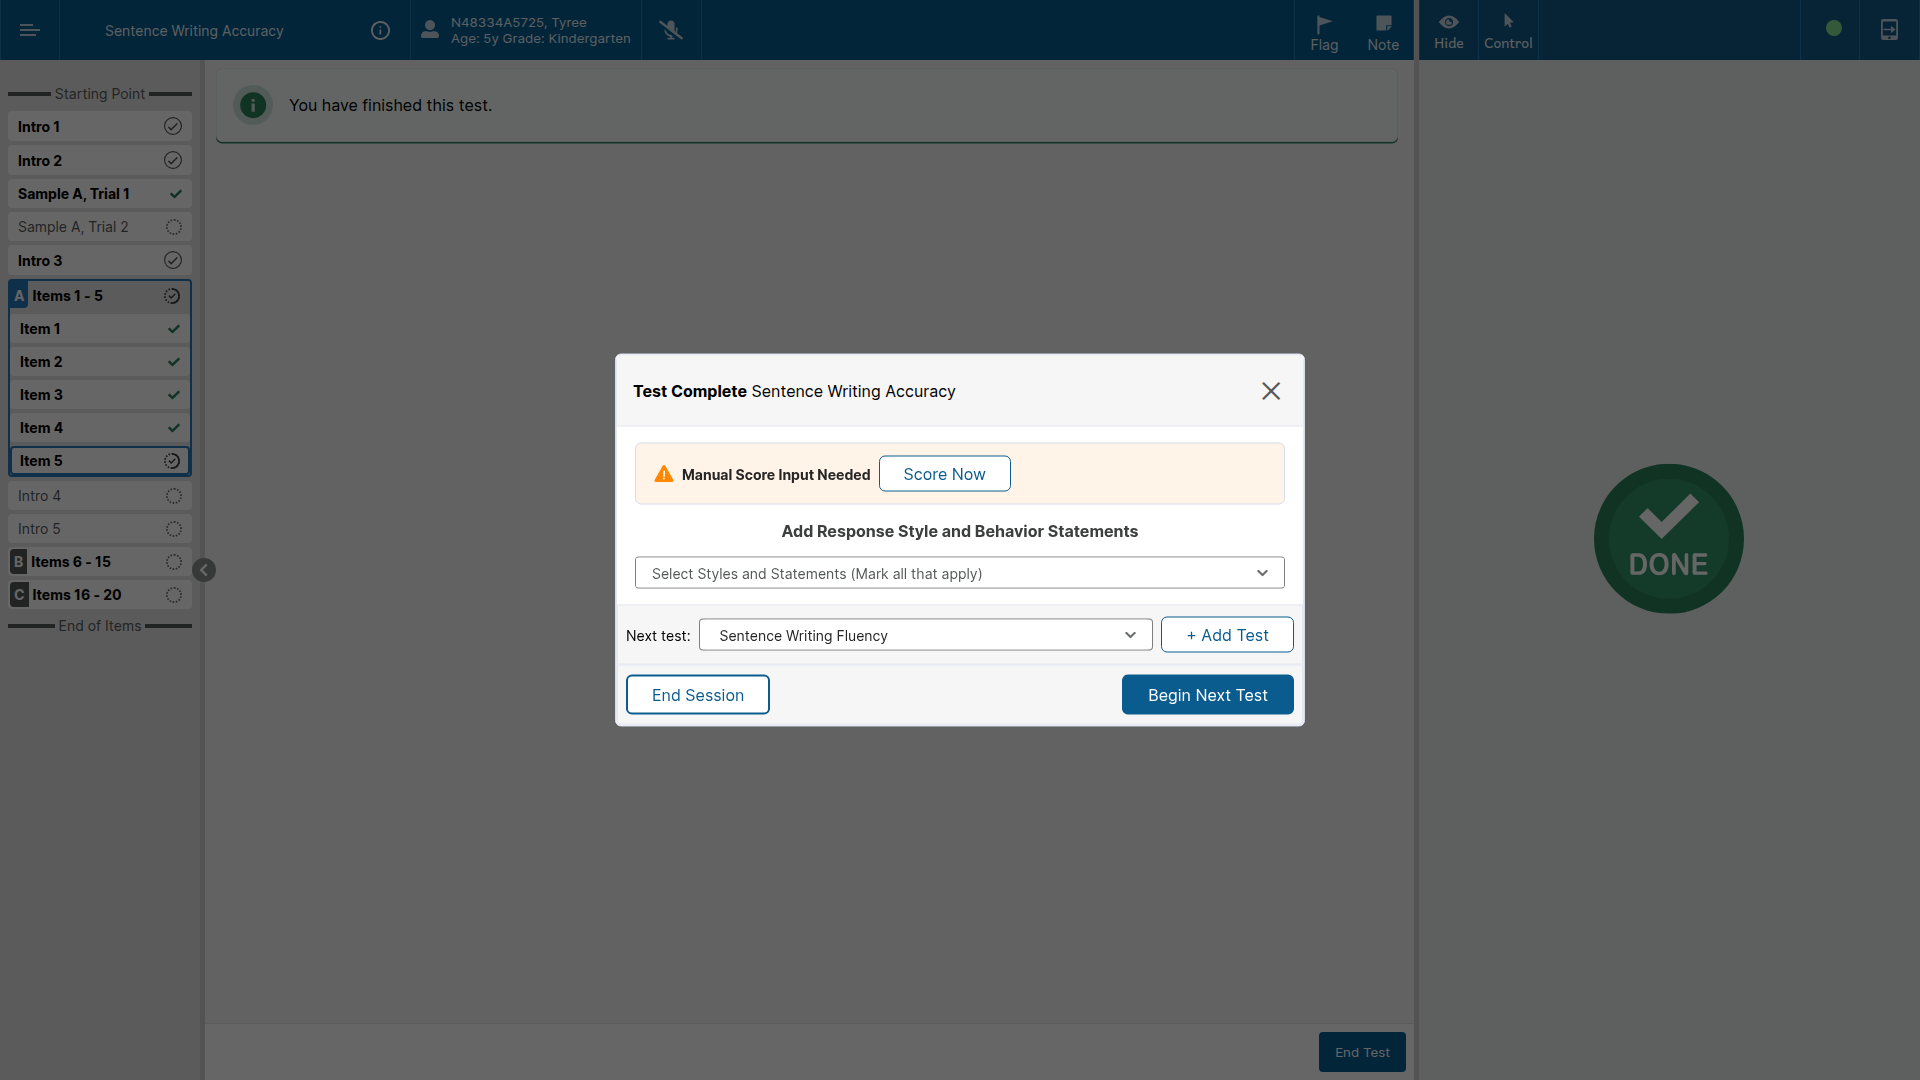 Sentence Writing Accuracy
N48334A5725, Tyree
Age: 5y Grade: Kindergarten
Flag
Note
Hide
Control
Starting Point
Intro 1
Intro 2
Sample A, Trial 1
Sample A, Trial 2
Intro 3
A Items 1 - 5
Item 1
Item 2
Item 3
Item 4
Item 5
Intro 4
Intro 5
B Items 6 - 15
C Items 16 - 20
End of Items
You have finished this test.
Test Complete Sentence Writing Accuracy
Manual Score Input Needed Score Now
Add Response Style and Behavior Statements
Select Styles and Statements (Mark all that apply)
Next test: Sentence Writing Fluency + Add Test
End Session Begin Next Test
End Test
DONE